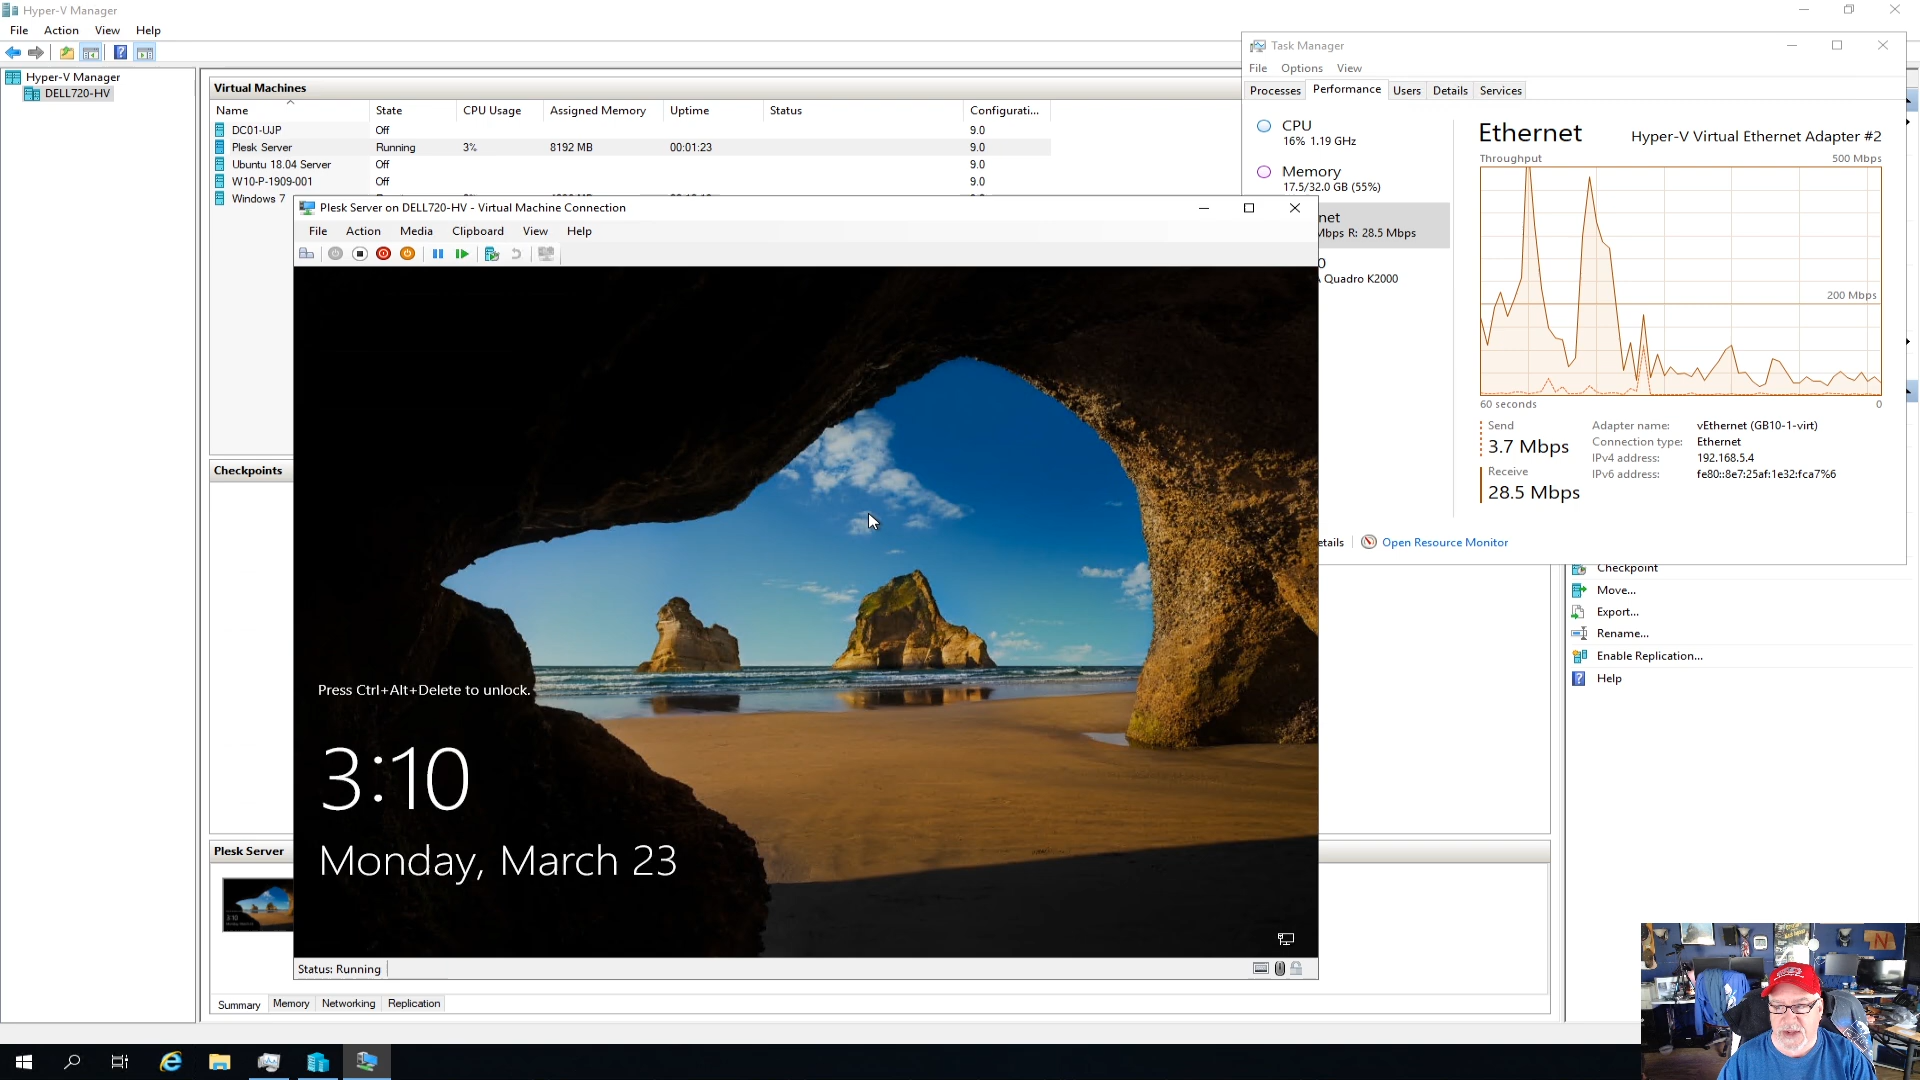 Hyper-V Manager
File Action View Help
Hyper-V Manager
DELL720-HV
Virtual Machines
Name State CPU Usage Assigned Memory Uptime Status Configurati...
DC01-UJP Off 9.0
Plesk Server Running 3% 8192 MB 00:01:23 9.0
Ubuntu 18.04 Server Off 9.0
W10-P-1909-001 Off 9.0
Windows 7
Plesk Server on DELL720-HV - Virtual Machine Connection
File Action Media Clipboard View Help
Press Ctrl+Alt+Delete to unlock.
3:10
Monday, March 23
Status: Running
Checkpoints
Plesk Server
Summary Memory Networking Replication
Task Manager
File Options View
Processes Performance Users Details Services
CPU
16% 1.19 GHz
Memory
17.5/32.0 GB (55%)
net
Mbps R: 28.5 Mbps
0
Quadro K2000
Ethernet Hyper-V Virtual Ethernet Adapter #2
Throughput 500 Mbps
200 Mbps
60 seconds 0
Send
3.7 Mbps
Receive
28.5 Mbps
Adapter name: vEthernet (GB10-1-virt)
Connection type: Ethernet
IPv4 address: 192.168.5.4
IPv6 address: fe80::8e7:25af:1e32:fca7%6
etails Open Resource Monitor
Checkpoint
Move...
Export...
Rename...
Enable Replication...
Help